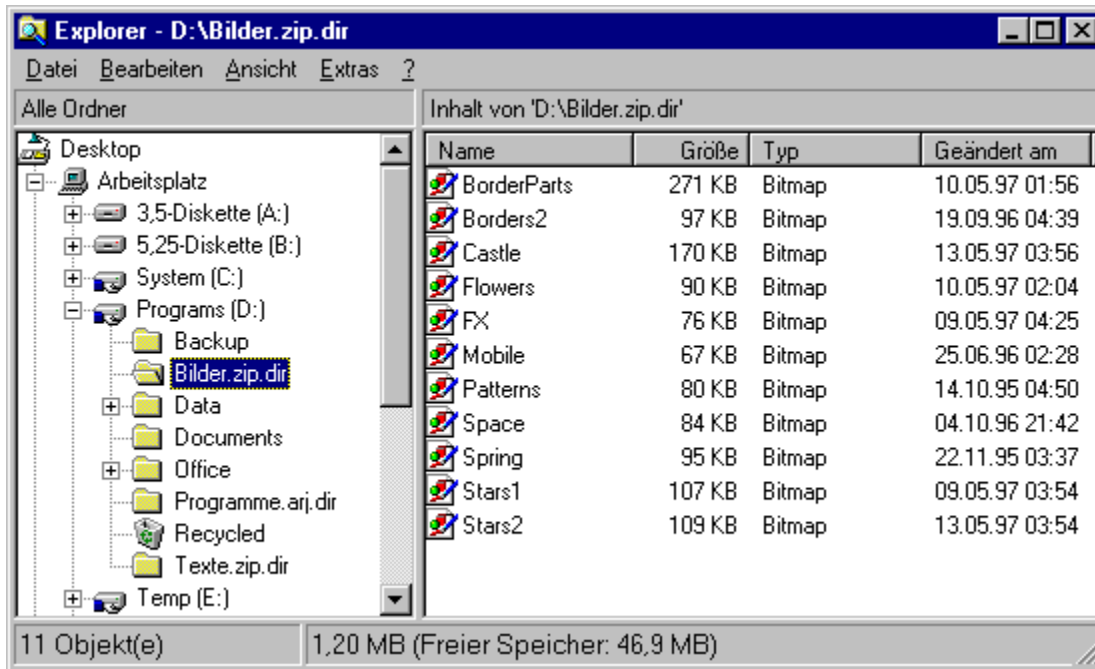 Explorer - D:\Bilder.zip.dir
Datei Bearbeiten Ansicht Extras ?
Alle Ordner
Inhalt von 'D:\Bilder.zip.dir'
Desktop
Arbeitsplatz
3,5-Diskette (A:)
5,25-Diskette (B:)
System (C:)
Programs (D:)
Backup
Bilder.zip.dir
Data
Documents
Office
Programme.arj.dir
Recycled
Texte.zip.dir
Temp (E:)
Name Größe Typ Geändert am
BorderParts 271 KB Bitmap 10.05.97 01:56
Borders2 97 KB Bitmap 19.09.96 04:39
Castle 170 KB Bitmap 13.05.97 03:56
Flowers 90 KB Bitmap 10.05.97 02:04
FX 76 KB Bitmap 09.05.97 04:25
Mobile 67 KB Bitmap 25.06.96 02:28
Patterns 80 KB Bitmap 14.10.95 04:50
Space 84 KB Bitmap 04.10.96 21:42
Spring 95 KB Bitmap 22.11.95 03:37
Stars1 107 KB Bitmap 09.05.97 03:54
Stars2 109 KB Bitmap 13.05.97 03:54
11 Objekt(e)
1,20 MB (Freier Speicher: 46,9 MB)